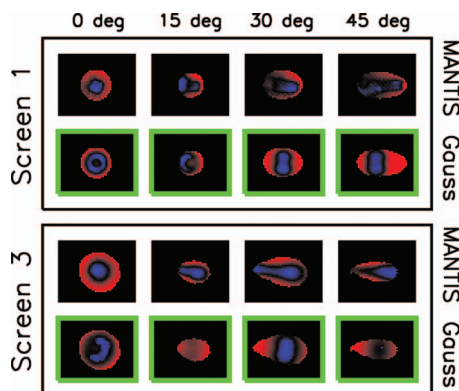 0 deg 15 deg 30 deg 45 deg
Screen 1
MANTIS
Gauss
Screen 3
MANTIS
Gauss